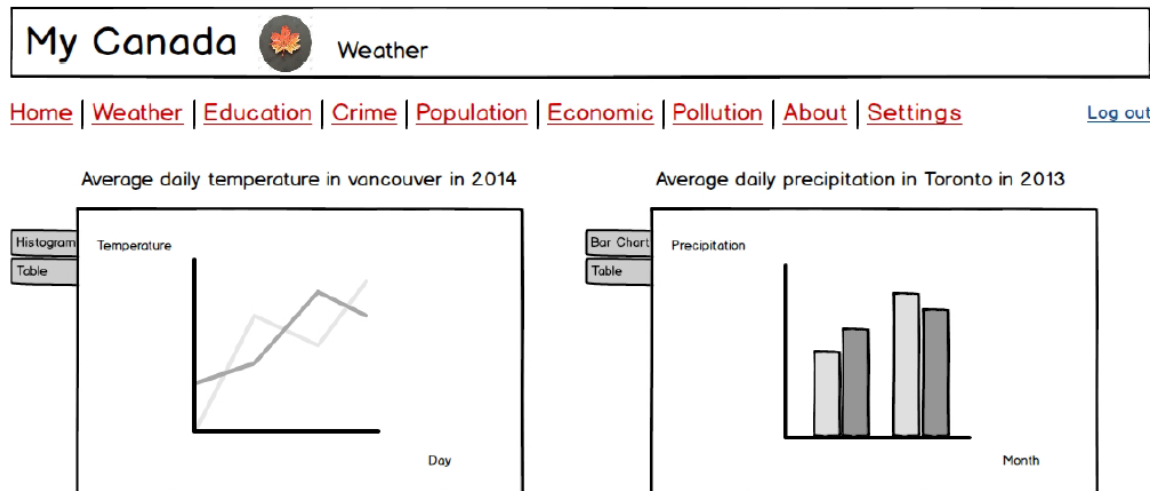 My Canada Weather
Home | Weather | Education | Crime | Population | Economic | Pollution | About | Settings Log out
Average daily temperature in vancouver in 2014
Histogram
Table
Temperature
Day
Average daily precipitation in Toronto in 2013
Bar Chart
Table
Precipitation
Month